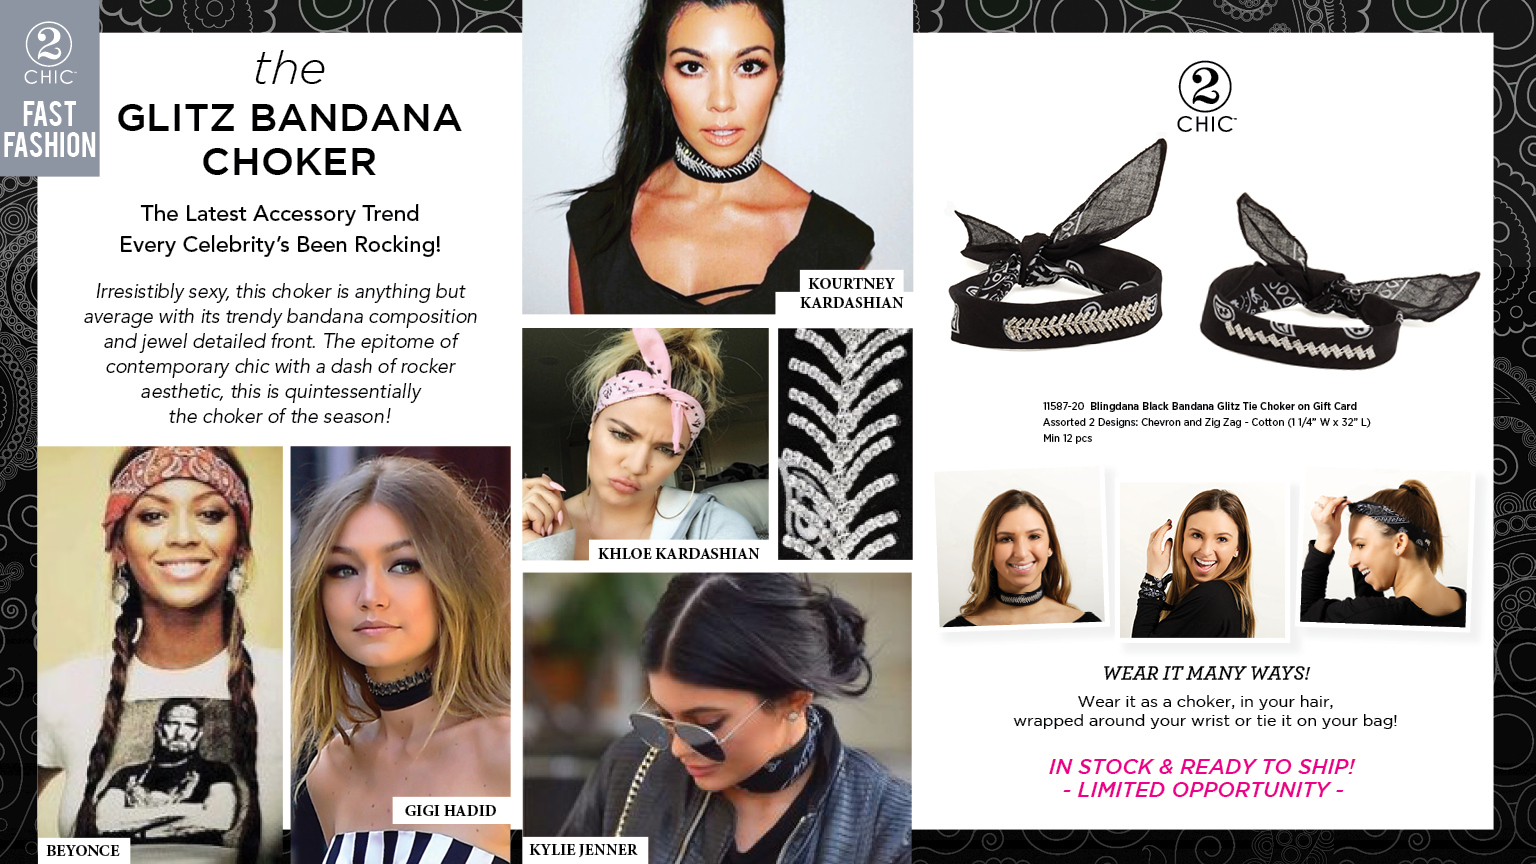 2
CHIC™
FAST
FASHION
the
GLITZ BANDANA
CHOKER
The Latest Accessory Trend
Every Celebrity's Been Rocking!
Irresistibly sexy, this choker is anything but
average with its trendy bandana composition
and jewel detailed front. The epitome of
contemporary chic with a dash of rocker
aesthetic, this is quintessentially
the choker of the season!
BEYONCE
GIGI HADID
KOURTNEY
KARDASHIAN
KHLOE KARDASHIAN
KYLIE JENNER
2
CHIC™
11587-20 Blingdana Black Bandana Glitz Tie Choker on Gift Card
Assorted 2 Designs: Chevron and Zig Zag - Cotton (1 1/4" W x 32" L)
Min 12 pcs
WEAR IT MANY WAYS!
Wear it as a choker, in your hair,
wrapped around your wrist or tie it on your bag!
IN STOCK & READY TO SHIP!
- LIMITED OPPORTUNITY -